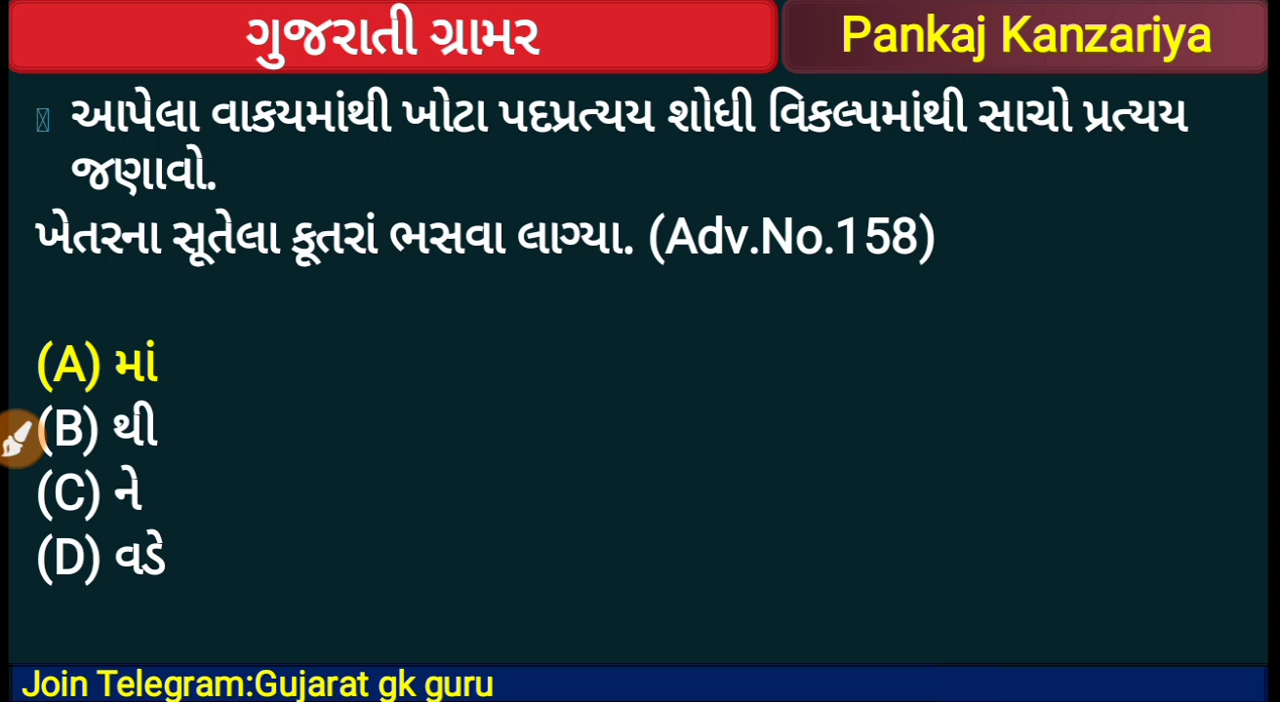 ગુજરાતી ગ્રામર
Pankaj Kanzariya
આપેલા વાકયમાંથી ખોટા પદપ્રત્યય શોધી વિકલ્પમાંથી સાચો પ્રત્યય
જણાવો.
ખેતરના સૂતેલા કૂતરાં ભસવા લાગ્યા. (Adv.No.158)
(A) માં
(B) થી
(C) ને
(D) વડે
Join Telegram:Gujarat gk guru